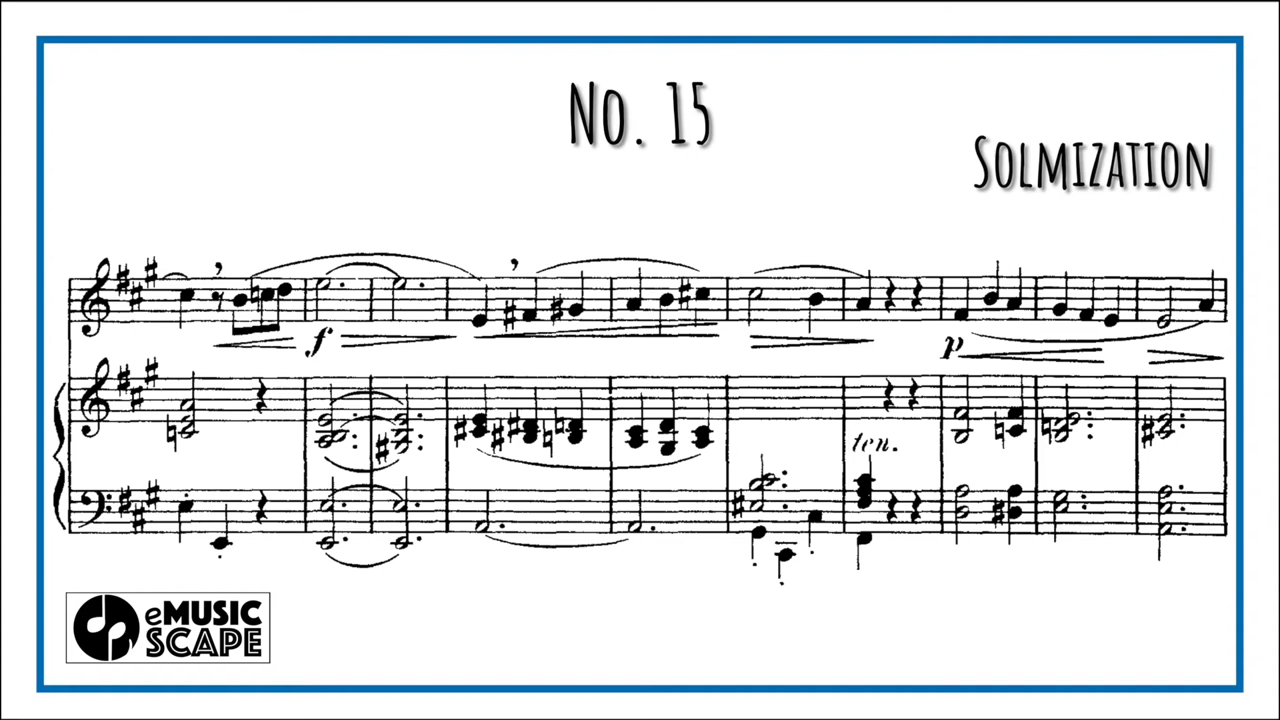 No. 15
Solmization
f
p
ten.
eMUSIC
SCAPE